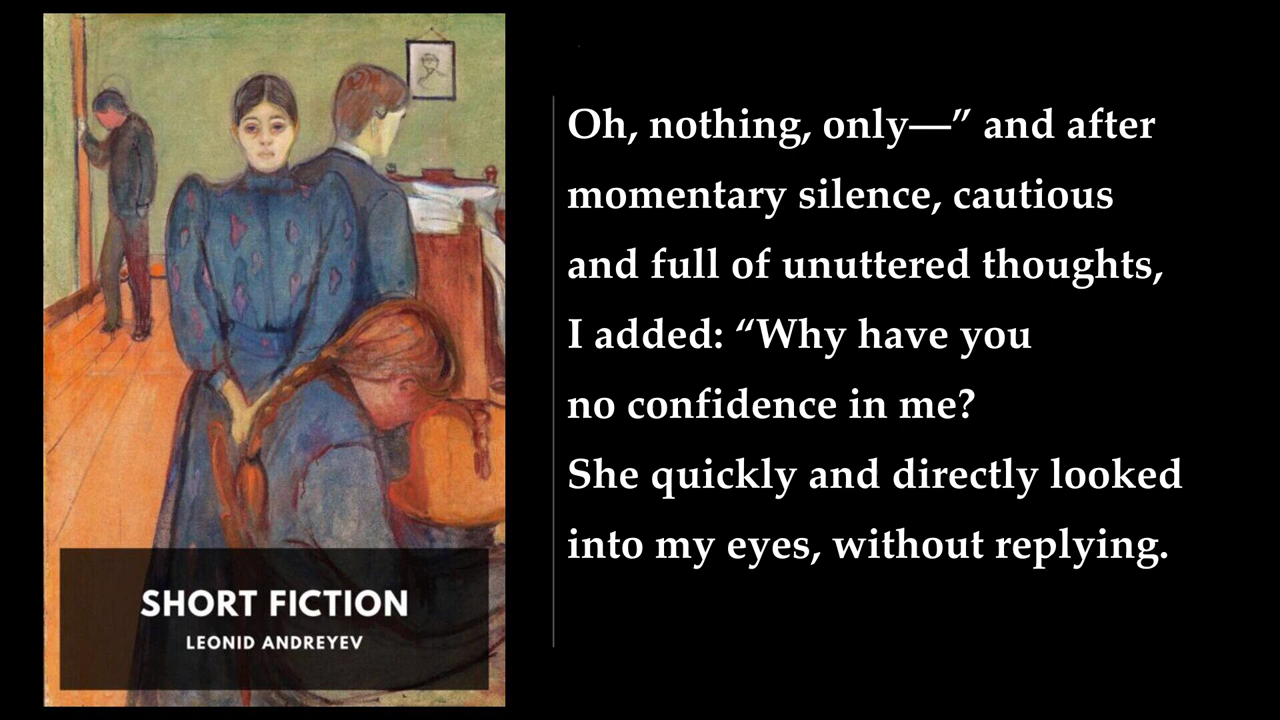 SHORT FICTION
LEONID ANDREYEV
Oh, nothing, only—” and after
momentary silence, cautious
and full of unuttered thoughts,
I added: “Why have you
no confidence in me?
She quickly and directly looked
into my eyes, without replying.